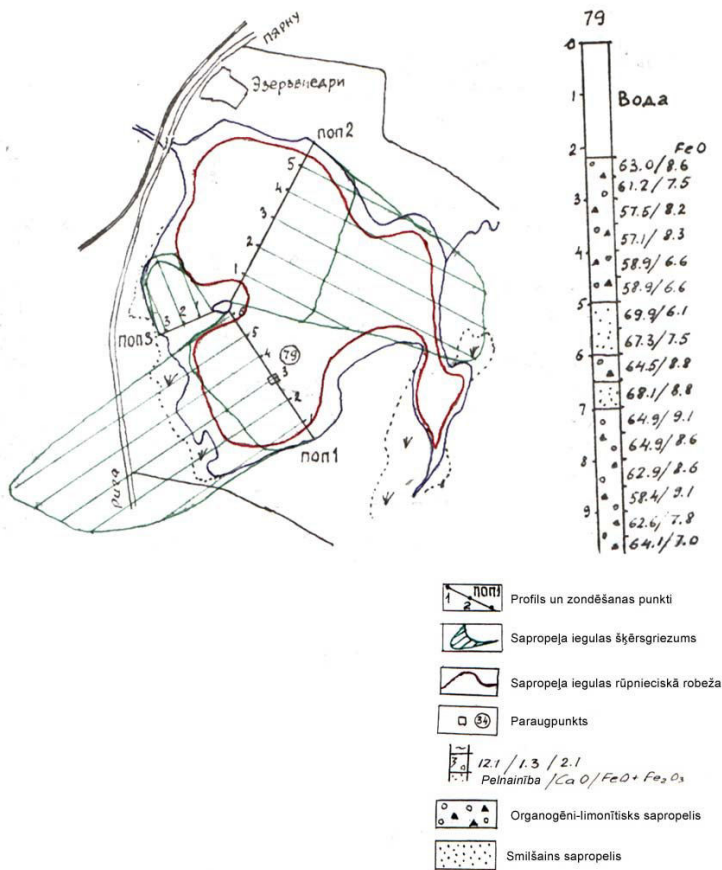 ПЯРНУ
Эзервиедри
поп2
5
4
3
2
1
3 2 1
поп3
6
5
4
79
3
2
1
поп1
Рига
79
0
1
Вода
2
FeO
63.0/8.6
61.2/7.5
3
57.5/8.2
57.1/8.3
4
58.9/6.6
58.9/6.6
5
69.9/6.1
67.3/7.5
6
64.5/8.8
68.1/8.8
7
64.9/9.1
64.9/8.6
8
62.9/8.6
58.4/9.1
9
62.6/7.8
64.1/7.0
1 2 поп1
Profils un zondēšanas punkti
Sapropeļa iegulas šķērsgriezums
Sapropeļa iegulas rūpnieciskā robeža
34 Paraugpunkts
3 12.1 / 1.3 / 2.1
Pelnainība /CaO/FeO+Fe₂O₃
Organogēni-limonītisks sapropelis
Smilšains sapropelis